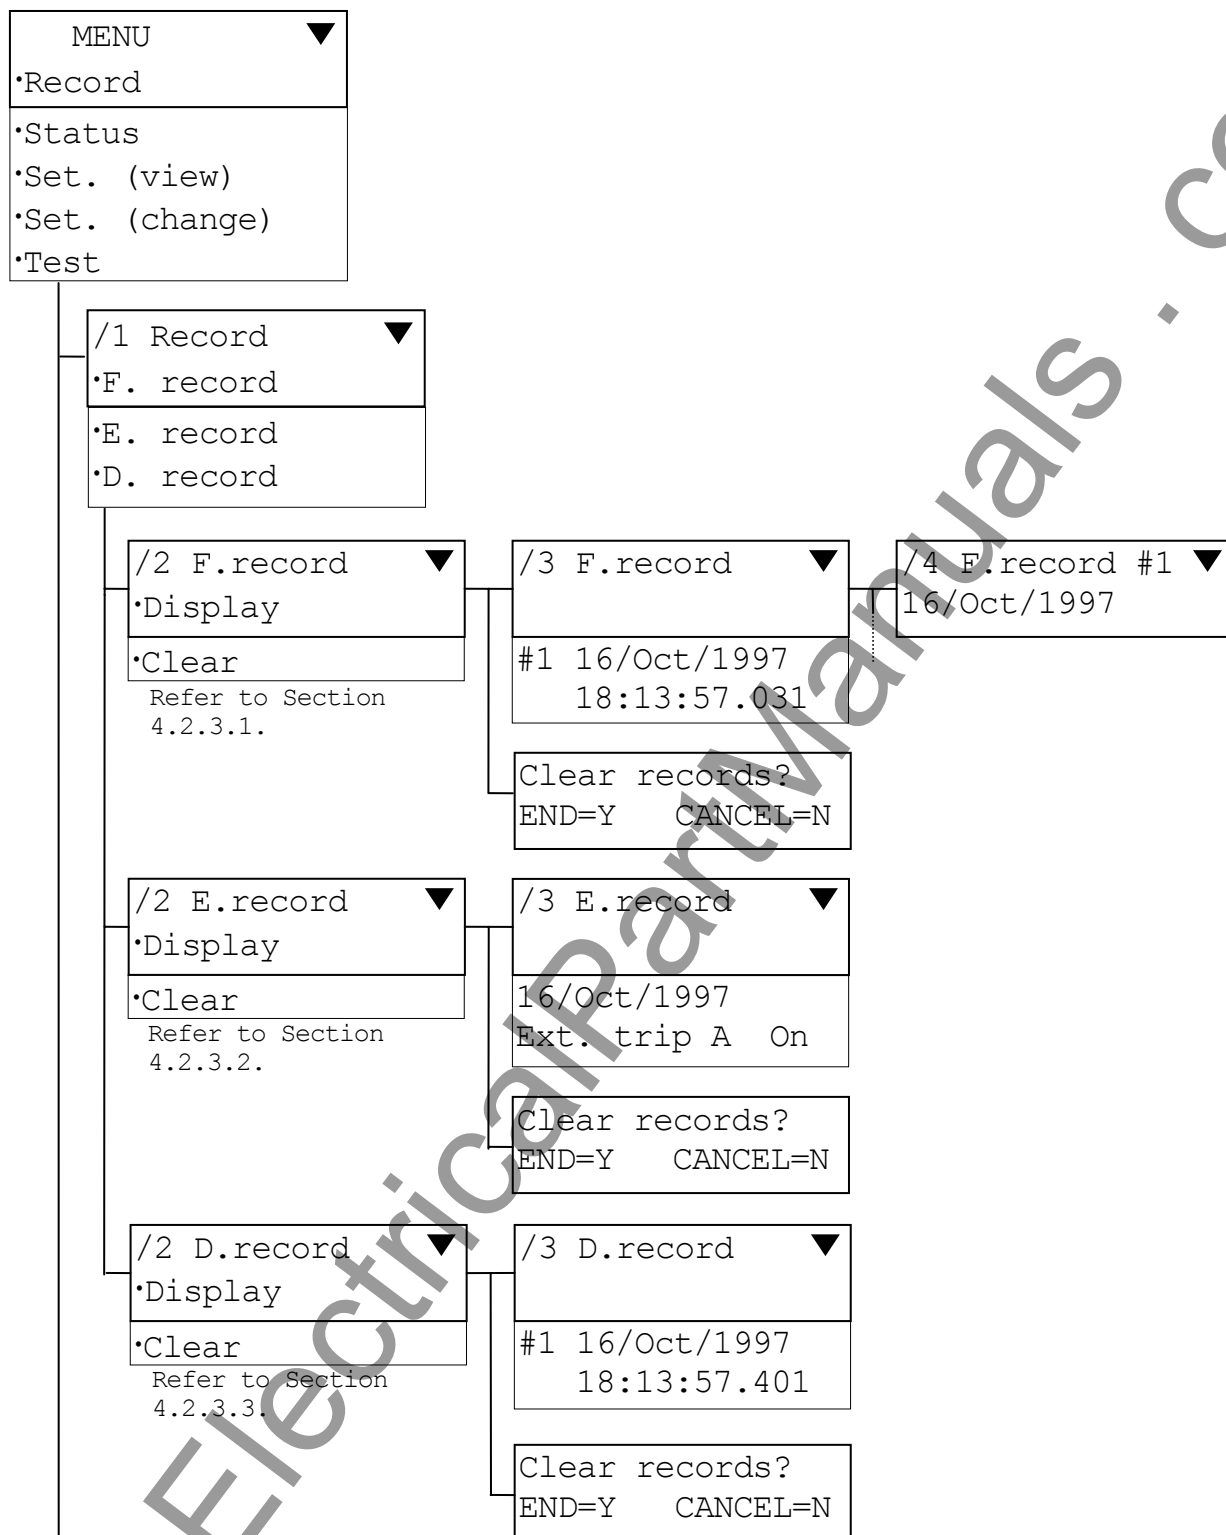 MENU ▼
·Record
·Status
·Set. (view)
·Set. (change)
·Test
/1 Record ▼
·F. record
·E. record
·D. record
/2 F.record ▼
·Display
·Clear
Refer to Section
4.2.3.1.
/3 F.record ▼
#1 16/Oct/1997
18:13:57.031
/4 F.record #1 ▼
16/Oct/1997
Clear records?
END=Y CANCEL=N
/2 E.record ▼
·Display
·Clear
Refer to Section
4.2.3.2.
/3 E.record ▼
16/Oct/1997
Ext. trip A On
Clear records?
END=Y CANCEL=N
/2 D.record ▼
·Display
·Clear
Refer to Section
4.2.3.3.
/3 D.record ▼
#1 16/Oct/1997
18:13:57.401
Clear records?
END=Y CANCEL=N
ElectricalPartManuals . co